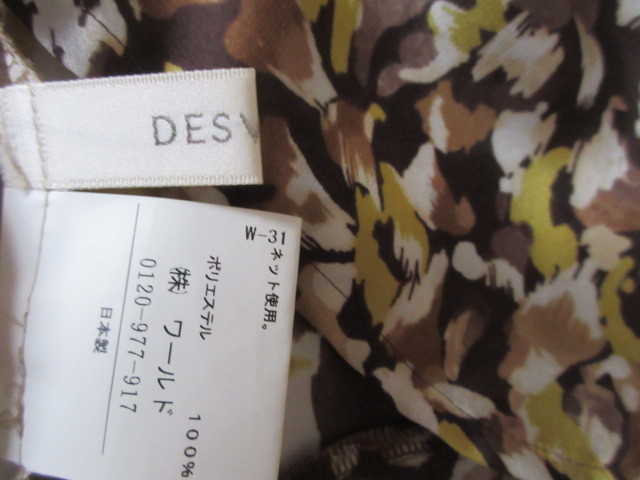 DES
W-31
ネット使用。
ポリエステル 100%
㈱ ワールド
0120-977-917
日本製